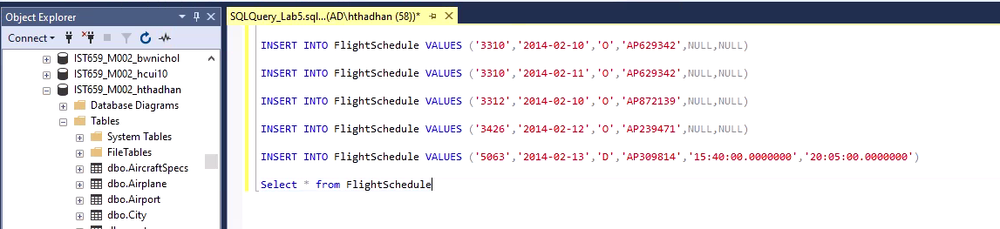 Object Explorer
Connect
IST659_M002_bwnichol
IST659_M002_hcui10
IST659_M002_hthadhan
Database Diagrams
Tables
System Tables
FileTables
dbo.AircraftSpecs
dbo.Airplane
dbo.Airport
dbo.City
SQLQuery_Lab5.sql...(AD\hthadhan (58))*
INSERT INTO FlightSchedule VALUES ('3310','2014-02-10','O','AP629342',NULL,NULL)
INSERT INTO FlightSchedule VALUES ('3310','2014-02-11','O','AP629342',NULL,NULL)
INSERT INTO FlightSchedule VALUES ('3312','2014-02-10','O','AP872139',NULL,NULL)
INSERT INTO FlightSchedule VALUES ('3426','2014-02-12','O','AP239471',NULL,NULL)
INSERT INTO FlightSchedule VALUES ('5063','2014-02-13','D','AP309814','15:40:00.0000000','20:05:00.0000000')
Select * from FlightSchedule